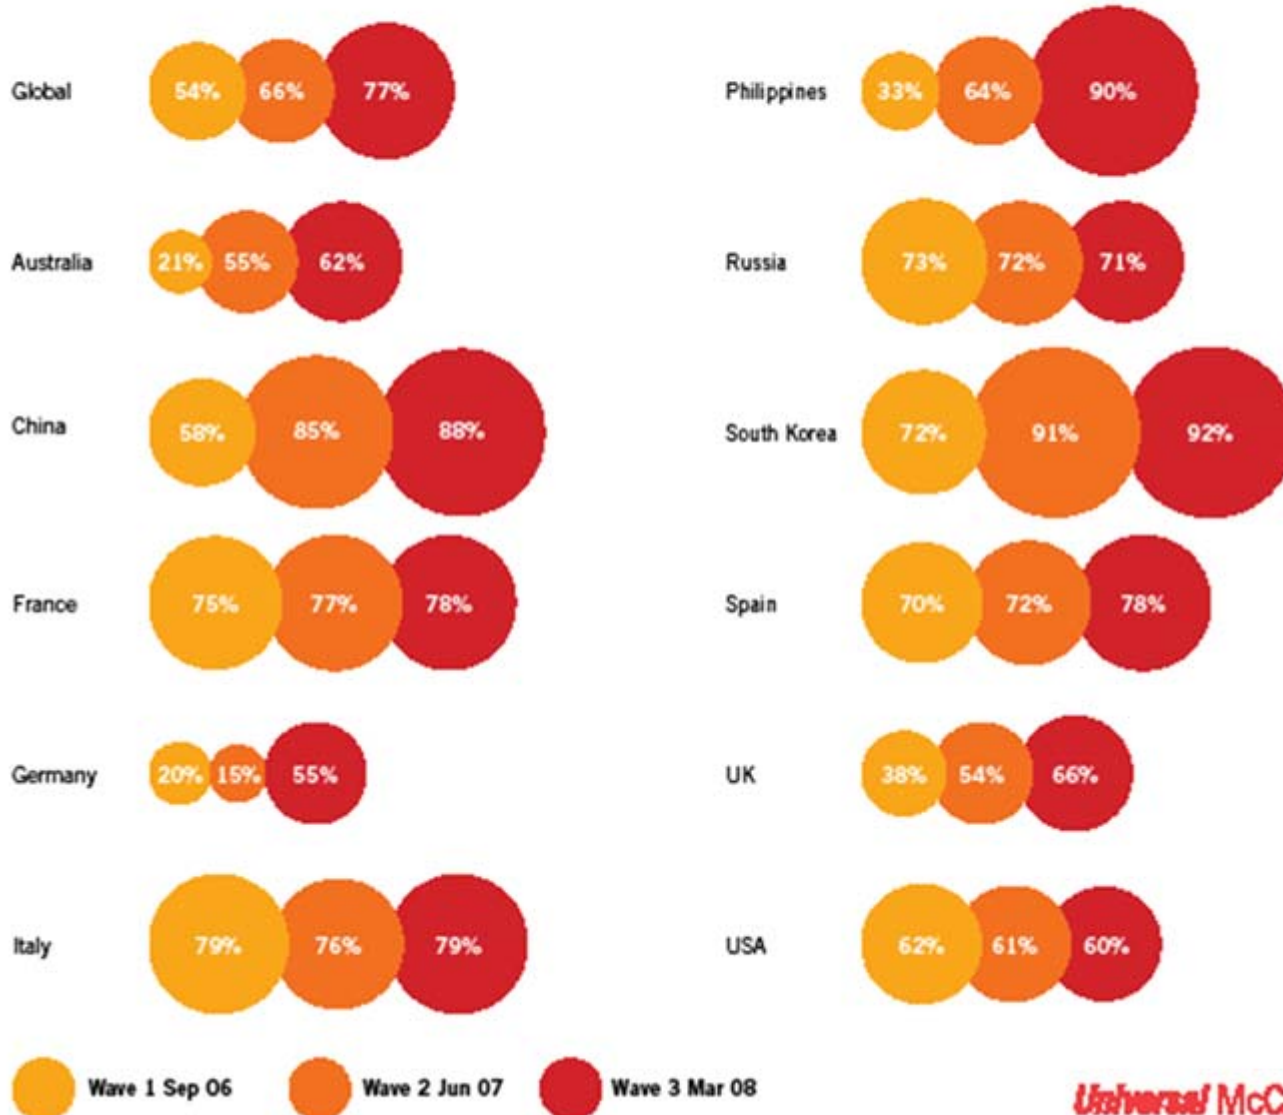 Global 54% 66% 77%
Australia 21% 55% 62%
China 58% 85% 88%
France 75% 77% 78%
Germany 20% 15% 55%
Italy 79% 76% 79%
Philippines 33% 64% 90%
Russia 73% 72% 71%
South Korea 72% 91% 92%
Spain 70% 72% 78%
UK 38% 54% 66%
USA 62% 61% 60%
Wave 1 Sep 06 Wave 2 Jun 07 Wave 3 Mar 08
Universal McC